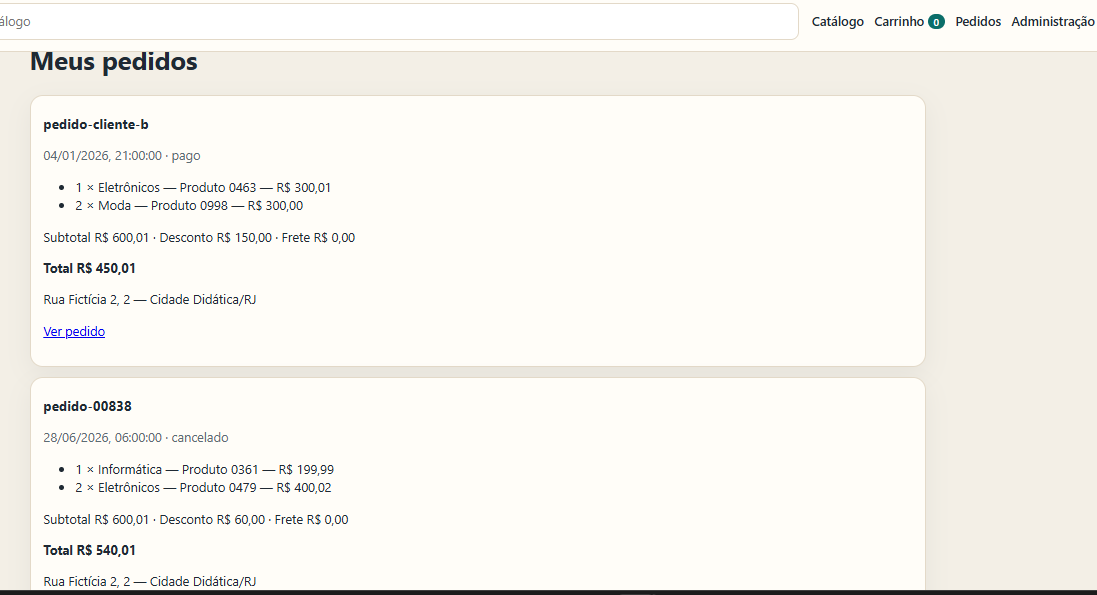 álogo
Catálogo Carrinho 0 Pedidos Administração
Meus pedidos
pedido-cliente-b
04/01/2026, 21:00:00 · pago
1 × Eletrônicos — Produto 0463 — R$ 300,01
2 × Moda — Produto 0998 — R$ 300,00
Subtotal R$ 600,01 · Desconto R$ 150,00 · Frete R$ 0,00
Total R$ 450,01
Rua Fictícia 2, 2 — Cidade Didática/RJ
Ver pedido
pedido-00838
28/06/2026, 06:00:00 · cancelado
1 × Informática — Produto 0361 — R$ 199,99
2 × Eletrônicos — Produto 0479 — R$ 400,02
Subtotal R$ 600,01 · Desconto R$ 60,00 · Frete R$ 0,00
Total R$ 540,01
Rua Fictícia 2, 2 — Cidade Didática/RJ